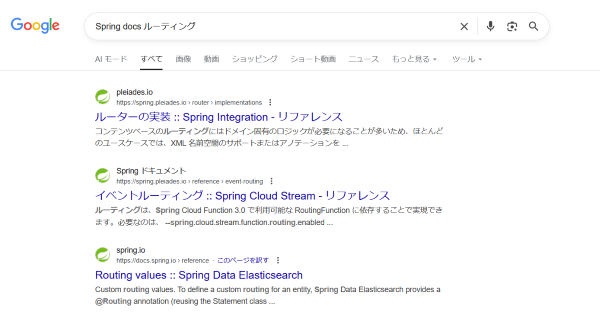 Google
Spring docs ルーティング
AI モード すべて 画像 動画 ショッピング ショート動画 ニュース もっと見る ツール
pleiades.io
https://spring.pleiades.io › router › implementations
ルーターの実装 :: Spring Integration - リファレンス
コンテンツベースのルーティングにはドメイン固有のロジックが必要になることが多いため、ほとんど
のユースケースでは、XML 名前空間のサポートまたはアノテーションを ...
Spring ドキュメント
https://spring.pleiades.io › reference › event-routing
イベントルーティング :: Spring Cloud Stream - リファレンス
ルーティングは、Spring Cloud Function 3.0 で利用可能な RoutingFunction に依存することで実現でき
ます。必要なのは、 --spring.cloud.stream.function.routing.enabled ...
spring.io
https://docs.spring.io › reference · このページを訳す
Routing values :: Spring Data Elasticsearch
Custom routing values. To define a custom routing for an entity, Spring Data Elasticsearch provides a
@Routing annotation (reusing the Statement class ...